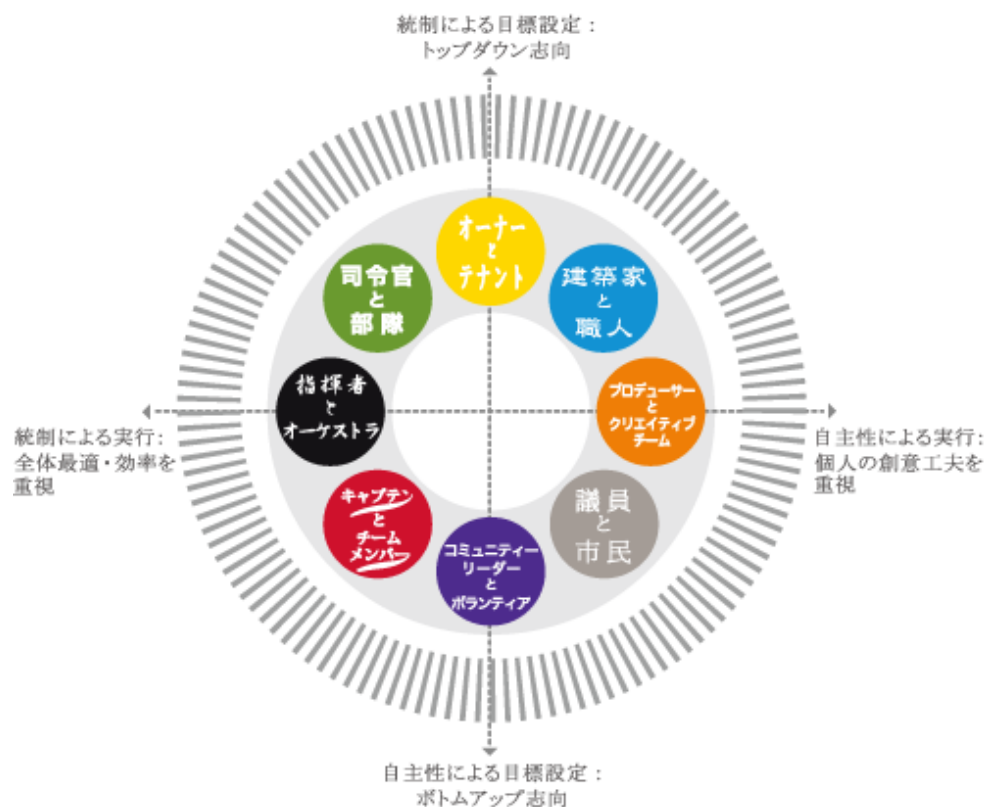 統制による目標設定：
トップダウン志向
オーナー
と
テナント
司令官
と
部隊
建築家
と
職人
指揮者
と
オーケストラ
プロデューサー
と
クリエイティブ
チーム
統制による実行：
全体最適・効率を
重視
自主性による実行：
個人の創意工夫を
重視
キャプテン
と
チーム
メンバー
議員
と
市民
コミュニティー
リーダー
と
ボランティア
自主性による目標設定：
ボトムアップ志向